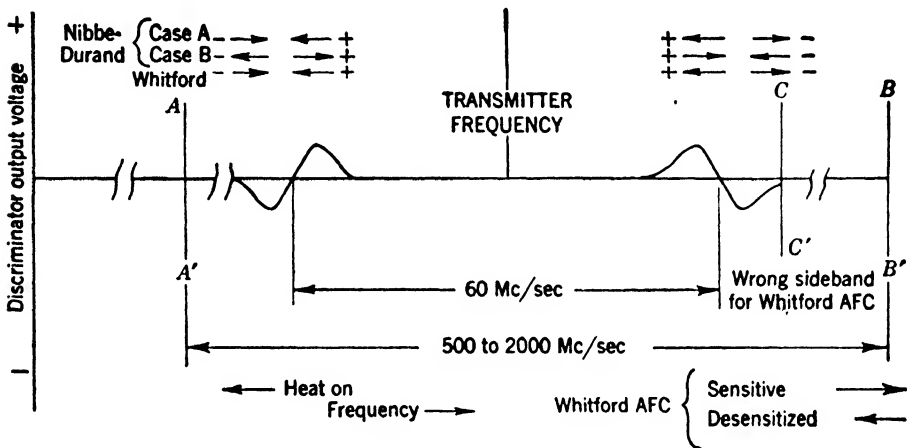 +
Nibbe- Case A - +  + -
Durand Case B - +  + -
Whitford - +  + -
Discriminator output voltage
A
TRANSMITTER
FREQUENCY
C
B
A'
C'
B'
60 Mc/sec
Wrong sideband
for Whitford AFC
500 to 2000 Mc/sec
–
Heat on
Frequency
Whitford AFC
Sensitive
Desensitized